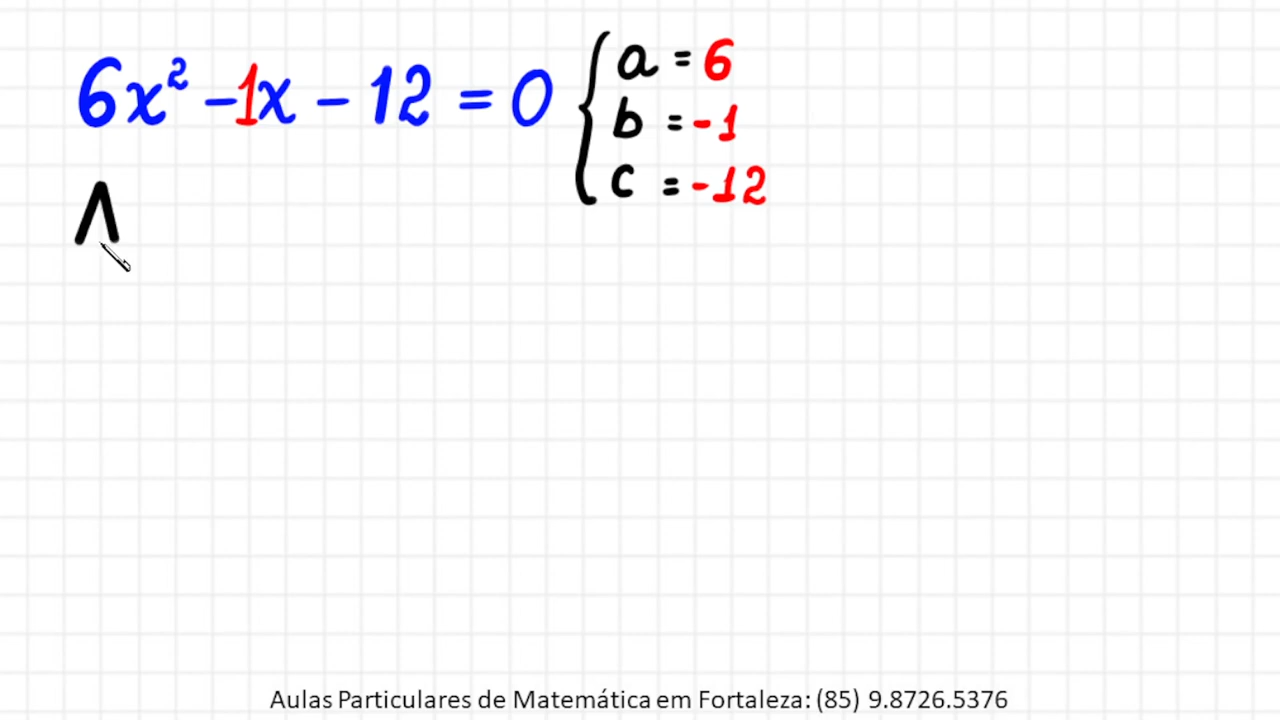 6x² - 1x - 12 = 0
a = 6
b = -1
c = -12
Aulas Particulares de Matemática em Fortaleza: (85) 9.8726.5376